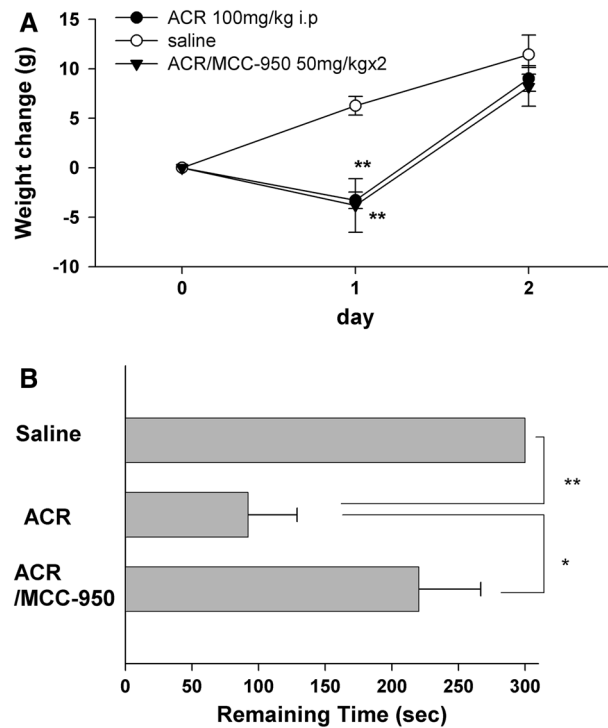 A
ACR 100mg/kg i.p
saline
ACR/MCC-950 50mg/kgx2
Weight change (g)
15
10
5
0
-5
-10
**
**
0 1 2
day
B
Saline
ACR
ACR
/MCC-950
**
*
0 50 100 150 200 250 300
Remaining Time (sec)